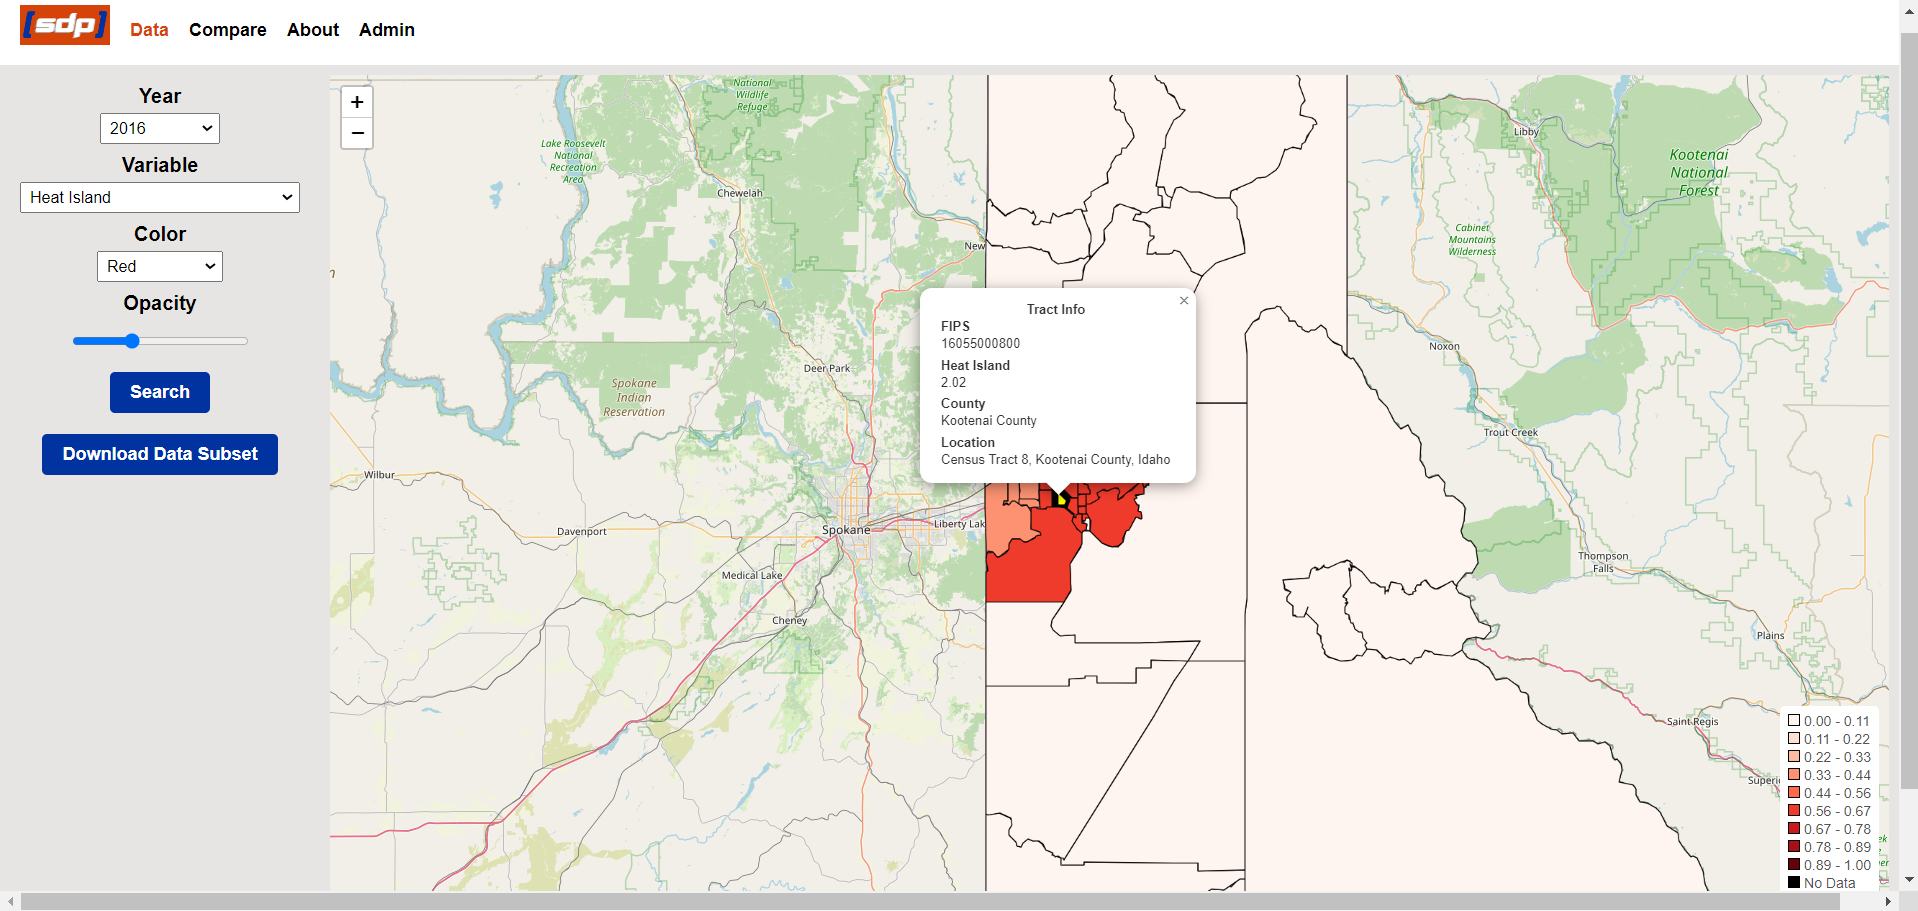 [sdp]
Data
Compare
About
Admin
Year
2016
Variable
Heat Island
Color
Red
Opacity
Search
Download Data Subset
+
−
National
Wildlife
Refuge
Lake Roosevelt
National
Recreation
Area
Chewelah
New
Deer Park
Spokane
Indian
Reservation
Wilbur
Davenport
Spokane
Liberty Lak
Medical Lake
Cheney
Libby
Kootenai
National
Forest
Cabinet
Mountains
Wilderness
Noxon
Trout Creek
Thompson
Falls
Plains
Saint Regis
Superio
×
Tract Info
FIPS
16055000800
Heat Island
2.02
County
Kootenai County
Location
Census Tract 8, Kootenai County, Idaho
0.00 - 0.11
0.11 - 0.22
0.22 - 0.33
0.33 - 0.44
0.44 - 0.56
0.56 - 0.67
0.67 - 0.78
0.78 - 0.89
0.89 - 1.00
No Data